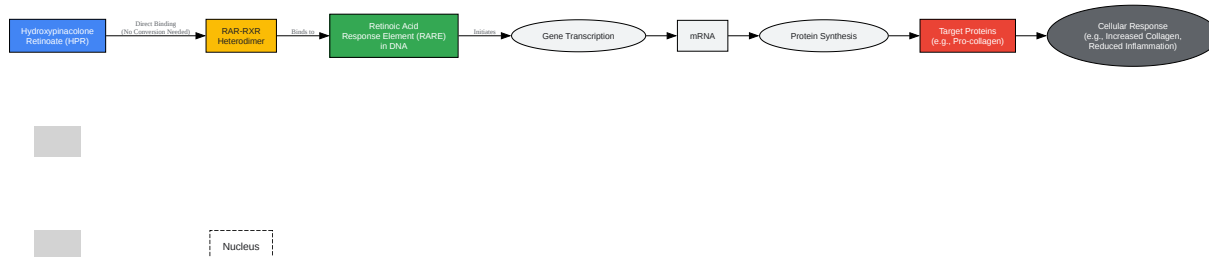 Hydroxypinacolone
Retinoate (HPR)
Direct Binding
(No Conversion Needed)
RAR-RXR
Heterodimer
Binds to
Retinoic Acid
Response Element (RARE)
in DNA
Initiates
Gene Transcription
mRNA
Protein Synthesis
Target Proteins
(e.g., Pro-collagen)
Cellular Response
(e.g., Increased Collagen,
Reduced Inflammation)
Nucleus